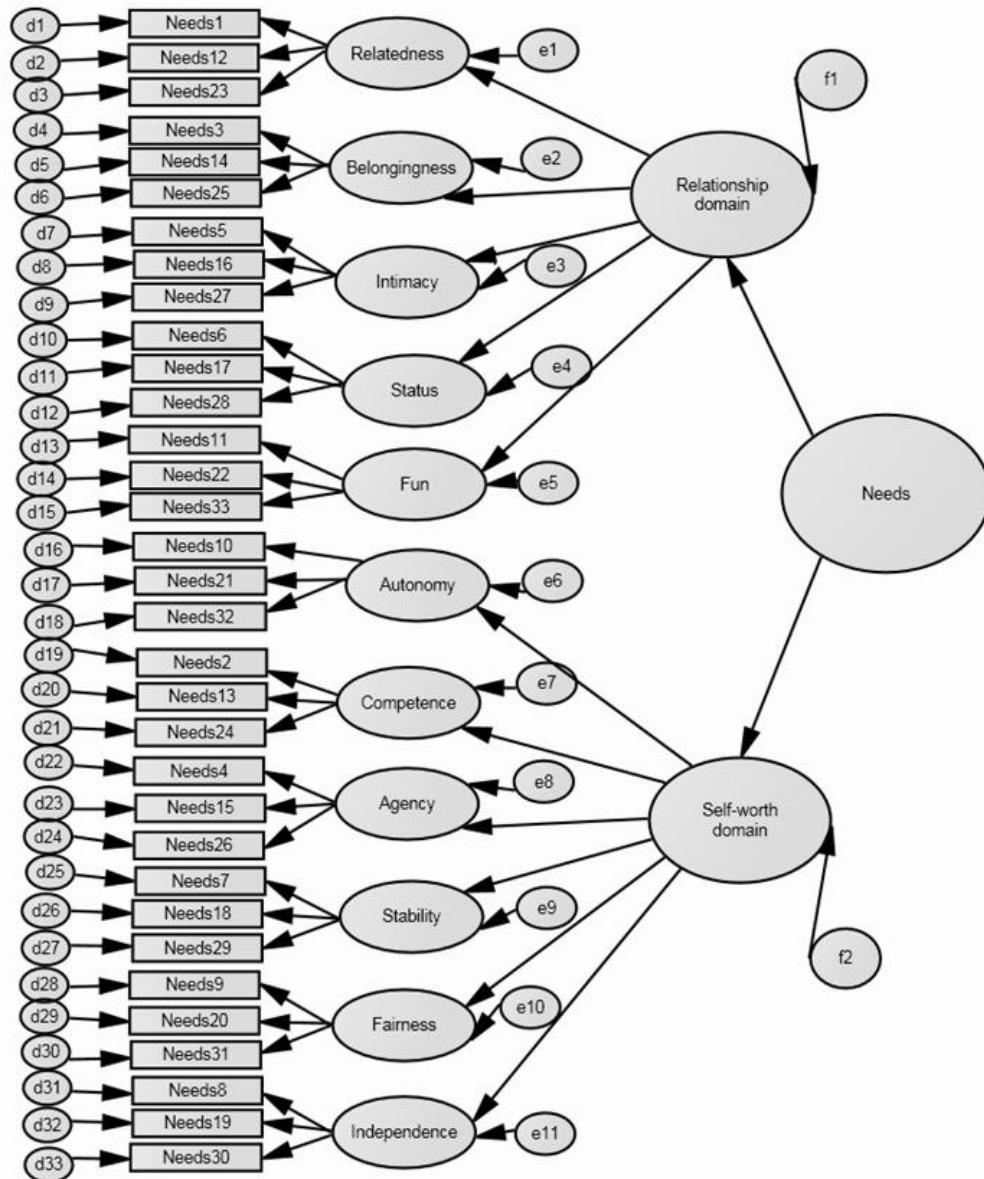 d1
Needs1
Relatedness
e1
f1
d2
Needs12
d3
Needs23
d4
Needs3
Belongingness
e2
d5
Needs14
d6
Needs25
Relationship
domain
d7
Needs5
Intimacy
e3
d8
Needs16
d9
Needs27
d10
Needs6
Status
e4
d11
Needs17
d12
Needs28
d13
Needs11
Fun
e5
d14
Needs22
d15
Needs33
Needs
d16
Needs10
Autonomy
e6
d17
Needs21
d18
Needs32
d19
Needs2
Competence
e7
d20
Needs13
d21
Needs24
d22
Needs4
Agency
e8
d23
Needs15
d24
Needs26
Self-worth
domain
d25
Needs7
Stability
e9
d26
Needs18
d27
Needs29
f2
d28
Needs9
Fairness
e10
d29
Needs20
d30
Needs31
d31
Needs8
Independence
e11
d32
Needs19
d33
Needs30